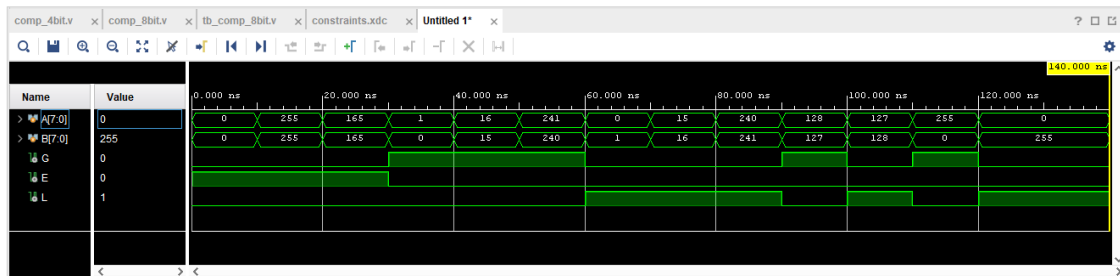 comp_4bit.v × comp_8bit.v × tb_comp_8bit.v × constraints.xdc × Untitled 1* ×
140.000 ns
Name Value 0.000 ns 20.000 ns 40.000 ns 60.000 ns 80.000 ns 100.000 ns 120.000 ns
A[7:0] 0 0 255 165 1 16 241 0 15 240 128 127 255 0
B[7:0] 255 0 255 165 0 15 240 1 16 241 127 128 0 255
G 0
E 0
L 1